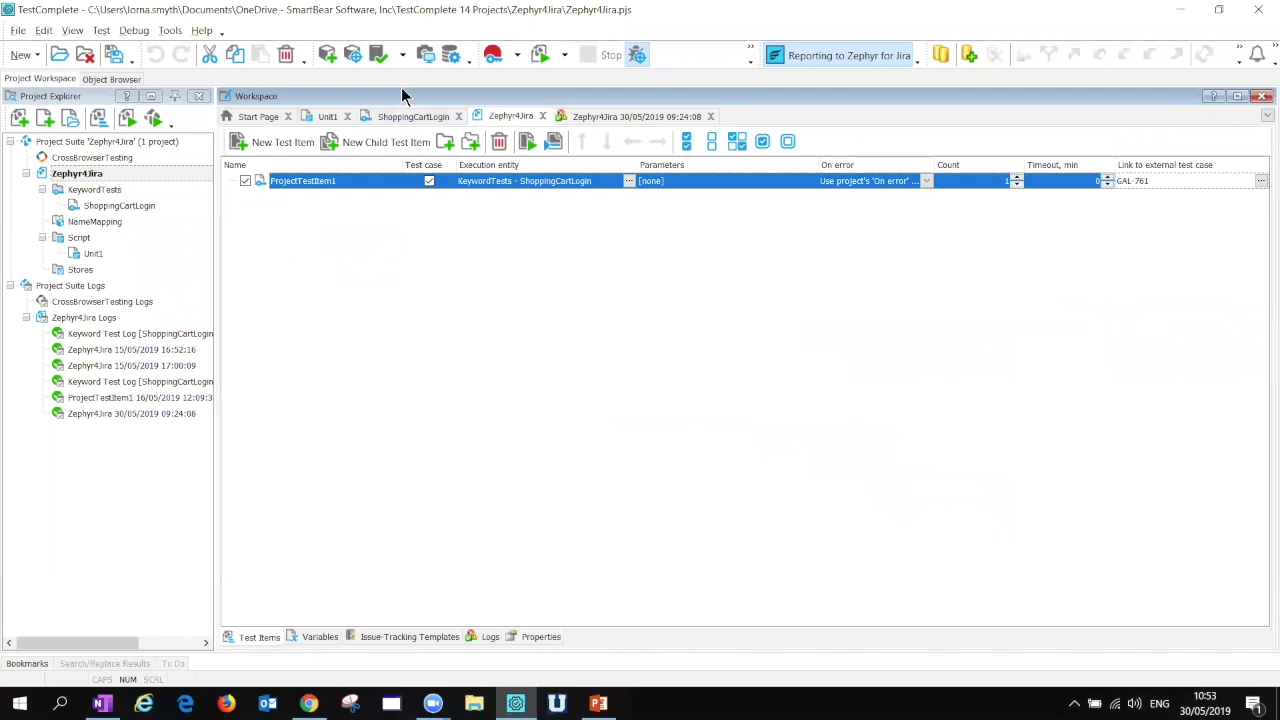 TestComplete - C:\Users\lorna.smyth\Documents\OneDrive - SmartBear Software, Inc\TestComplete 14 Projects\Zephyr4Jira\Zephyr4Jira.pjs
File Edit View Test Debug Tools Help
New Stop Reporting to Zephyr for Jira
Project Workspace Object Browser
Project Explorer
Project Suite 'Zephyr4Jira' (1 project)
CrossBrowserTesting
Zephyr4Jira
KeywordTests
ShoppingCartLogin
NameMapping
Script
Unit1
Stores
Project Suite Logs
CrossBrowserTesting Logs
Zephyr4Jira Logs
Keyword Test Log [ShoppingCartLogin
Zephyr4Jira 15/05/2019 16:52:16
Zephyr4Jira 15/05/2019 17:00:09
Keyword Test Log [ShoppingCartLogin
ProjectTestItem1 16/05/2019 12:09:3
Zephyr4Jira 30/05/2019 09:24:08
Workspace
Start Page Unit1 ShoppingCartLogin Zephyr4Jira Zephyr4Jira 30/05/2019 09:24:08
New Test Item New Child Test Item
Name Test case Execution entity Parameters On error Count Timeout, min Link to external test case
ProjectTestItem1 KeywordTests - ShoppingCartLogin ... [none] Use project's 'On error' ... 1 0 GAL-761 ...
Test Items Variables Issue-Tracking Templates Logs Properties
Bookmarks Search/Replace Results To Do
CAPS NUM SCRL
ENG
10:53
30/05/2019
1